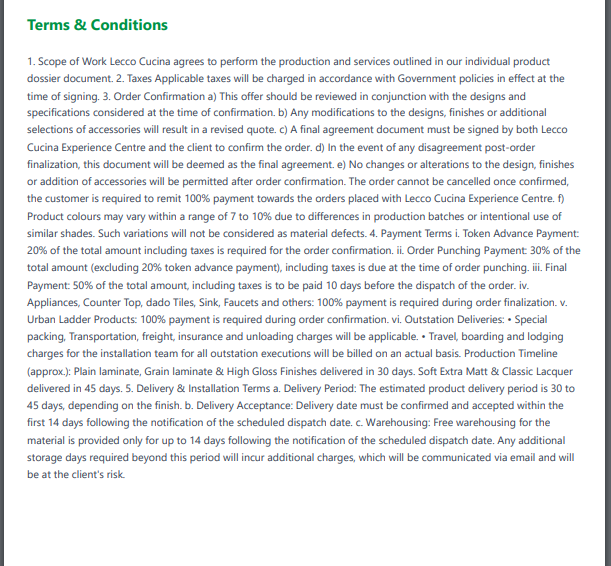 Terms & Conditions
1. Scope of Work Lecco Cucina agrees to perform the production and services outlined in our individual product
dossier document. 2. Taxes Applicable taxes will be charged in accordance with Government policies in effect at the
time of signing. 3. Order Confirmation a) This offer should be reviewed in conjunction with the designs and
specifications considered at the time of confirmation. b) Any modifications to the designs, finishes or additional
selections of accessories will result in a revised quote. c) A final agreement document must be signed by both Lecco
Cucina Experience Centre and the client to confirm the order. d) In the event of any disagreement post-order
finalization, this document will be deemed as the final agreement. e) No changes or alterations to the design, finishes
or addition of accessories will be permitted after order confirmation. The order cannot be cancelled once confirmed,
the customer is required to remit 100% payment towards the orders placed with Lecco Cucina Experience Centre. f)
Product colours may vary within a range of 7 to 10% due to differences in production batches or intentional use of
similar shades. Such variations will not be considered as material defects. 4. Payment Terms i. Token Advance Payment:
20% of the total amount including taxes is required for the order confirmation. ii. Order Punching Payment: 30% of the
total amount (excluding 20% token advance payment), including taxes is due at the time of order punching. iii. Final
Payment: 50% of the total amount, including taxes is to be paid 10 days before the dispatch of the order. iv.
Appliances, Counter Top, dado Tiles, Sink, Faucets and others: 100% payment is required during order finalization. v.
Urban Ladder Products: 100% payment is required during order confirmation. vi. Outstation Deliveries: • Special
packing, Transportation, freight, insurance and unloading charges will be applicable. • Travel, boarding and lodging
charges for the installation team for all outstation executions will be billed on an actual basis. Production Timeline
(approx.): Plain laminate, Grain laminate & High Gloss Finishes delivered in 30 days. Soft Extra Matt & Classic Lacquer
delivered in 45 days. 5. Delivery & Installation Terms a. Delivery Period: The estimated product delivery period is 30 to
45 days, depending on the finish. b. Delivery Acceptance: Delivery date must be confirmed and accepted within the
first 14 days following the notification of the scheduled dispatch date. c. Warehousing: Free warehousing for the
material is provided only for up to 14 days following the notification of the scheduled dispatch date. Any additional
storage days required beyond this period will incur additional charges, which will be communicated via email and will
be at the client's risk.